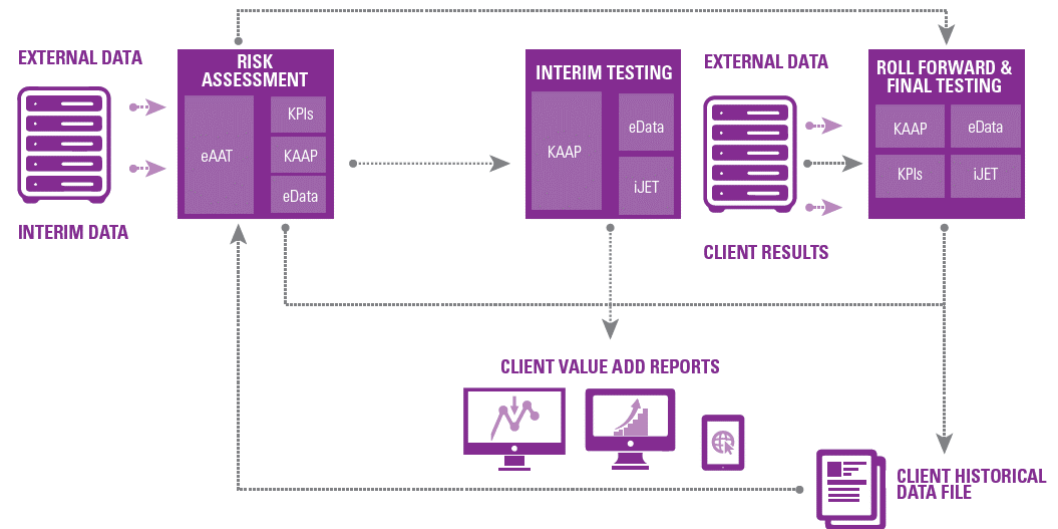 EXTERNAL DATA
INTERIM DATA
RISK
ASSESSMENT
eAAT
KPIs
KAAP
eData
INTERIM TESTING
KAAP
eData
iJET
EXTERNAL DATA
CLIENT RESULTS
ROLL FORWARD &
FINAL TESTING
KAAP
eData
KPIs
iJET
CLIENT VALUE ADD REPORTS
CLIENT HISTORICAL
DATA FILE